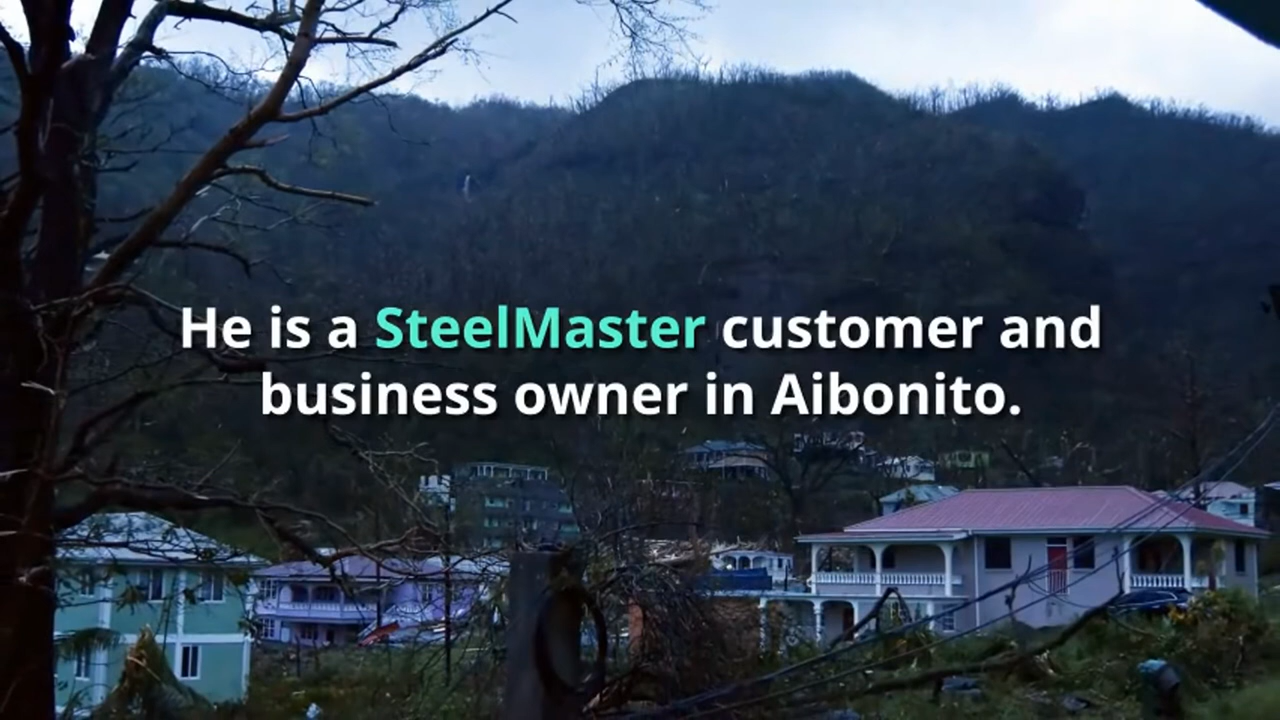 He is a SteelMaster customer and
business owner in Aibonito.